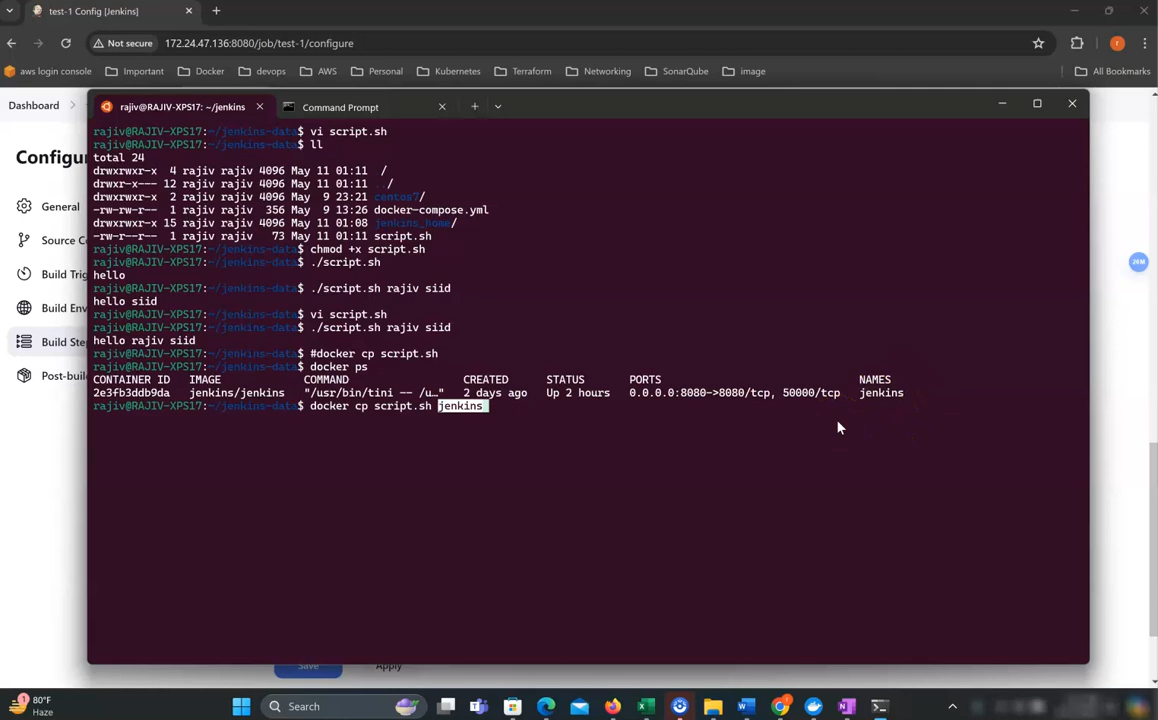 test-1 Config [Jenkins]
Not secure 172.24.47.136:8080/job/test-1/configure
aws login console Important Docker devops AWS Personal Kubernetes Terraform Networking SonarQube image All Bookmarks
Dashboard
rajiv@RAJIV-XPS17: ~/jenkins Command Prompt
Configu
General
Source C
Build Trig
Build Env
Build Ste
Post-buil
rajiv@RAJIV-XPS17:~/jenkins-data$ vi script.sh
rajiv@RAJIV-XPS17:~/jenkins-data$ ll
total 24
drwxrwxr-x 4 rajiv rajiv 4096 May 11 01:11 ./
drwxr-x--- 12 rajiv rajiv 4096 May 11 01:11 ../
drwxrwxr-x 2 rajiv rajiv 4096 May 9 23:21 centos7/
-rw-rw-r-- 1 rajiv rajiv 356 May 9 13:26 docker-compose.yml
drwxrwxr-x 15 rajiv rajiv 4096 May 11 01:08 jenkins_home/
-rw-r--r-- 1 rajiv rajiv 73 May 11 01:11 script.sh
rajiv@RAJIV-XPS17:~/jenkins-data$ chmod +x script.sh
rajiv@RAJIV-XPS17:~/jenkins-data$ ./script.sh
hello
rajiv@RAJIV-XPS17:~/jenkins-data$ ./script.sh rajiv siid
hello siid
rajiv@RAJIV-XPS17:~/jenkins-data$ vi script.sh
rajiv@RAJIV-XPS17:~/jenkins-data$ ./script.sh rajiv siid
hello rajiv siid
rajiv@RAJIV-XPS17:~/jenkins-data$ #docker cp script.sh
rajiv@RAJIV-XPS17:~/jenkins-data$ docker ps
CONTAINER ID IMAGE COMMAND CREATED STATUS PORTS NAMES
2e3fb3ddb9da jenkins/jenkins "/usr/bin/tini -- /u…" 2 days ago Up 2 hours 0.0.0.0:8080->8080/tcp, 50000/tcp jenkins
rajiv@RAJIV-XPS17:~/jenkins-data$ docker cp script.sh jenkins
Save Apply
80°F
Haze
Search